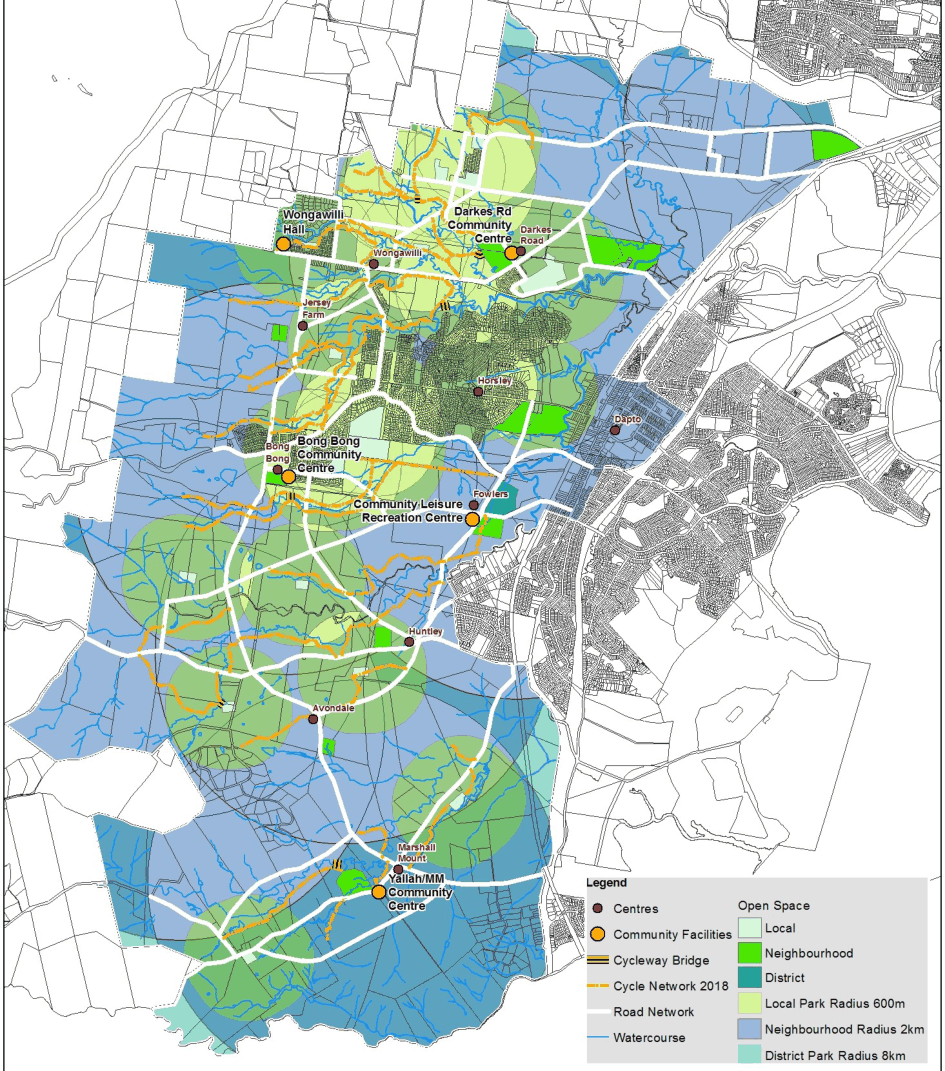 Wongawilli
Hall
Darkes Rd
Community
Centre
Darkes
Road
Wongawilli
Jersey
Farm
Horsley
Dapto
Bong
Bong
Bong Bong
Community
Centre
Fowlers
Community Leisure
Recreation Centre
Huntley
Avondale
Marshall
Mount
Yallah/MM
Community
Centre
Legend
Centres
Community Facilities
Cycleway Bridge
Cycle Network 2018
Road Network
Watercourse
Open Space
Local
Neighbourhood
District
Local Park Radius 600m
Neighbourhood Radius 2km
District Park Radius 8km